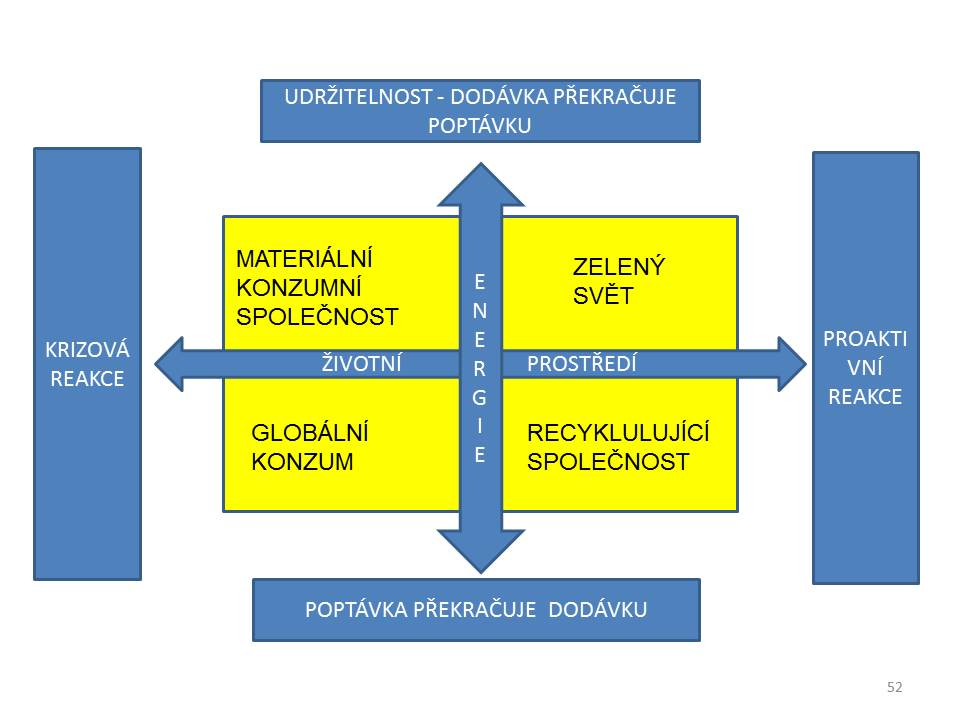 UDRŽITELNOST - DODÁVKA PŘEKRAČUJE
POPTÁVKU
KRIZOVÁ
REAKCE
MATERIÁLNÍ
KONZUMNÍ
SPOLEČNOST
ZELENÝ
SVĚT
E
N
E
R
G
I
E
ŽIVOTNÍ
PROSTŘEDÍ
GLOBÁLNÍ
KONZUM
RECYKLULUJÍCÍ
SPOLEČNOST
PROAKTI
VNÍ
REAKCE
POPTÁVKA PŘEKRAČUJE  DODÁVKU
52